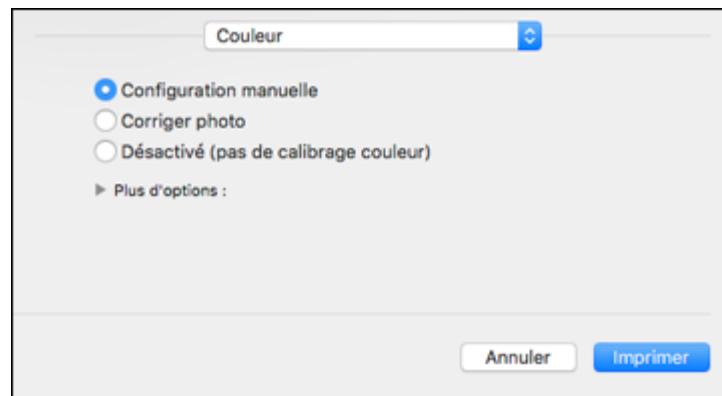 Couleur
Configuration manuelle
Corriger photo
Désactivé (pas de calibrage couleur)
Plus d'options :
Annuler
Imprimer